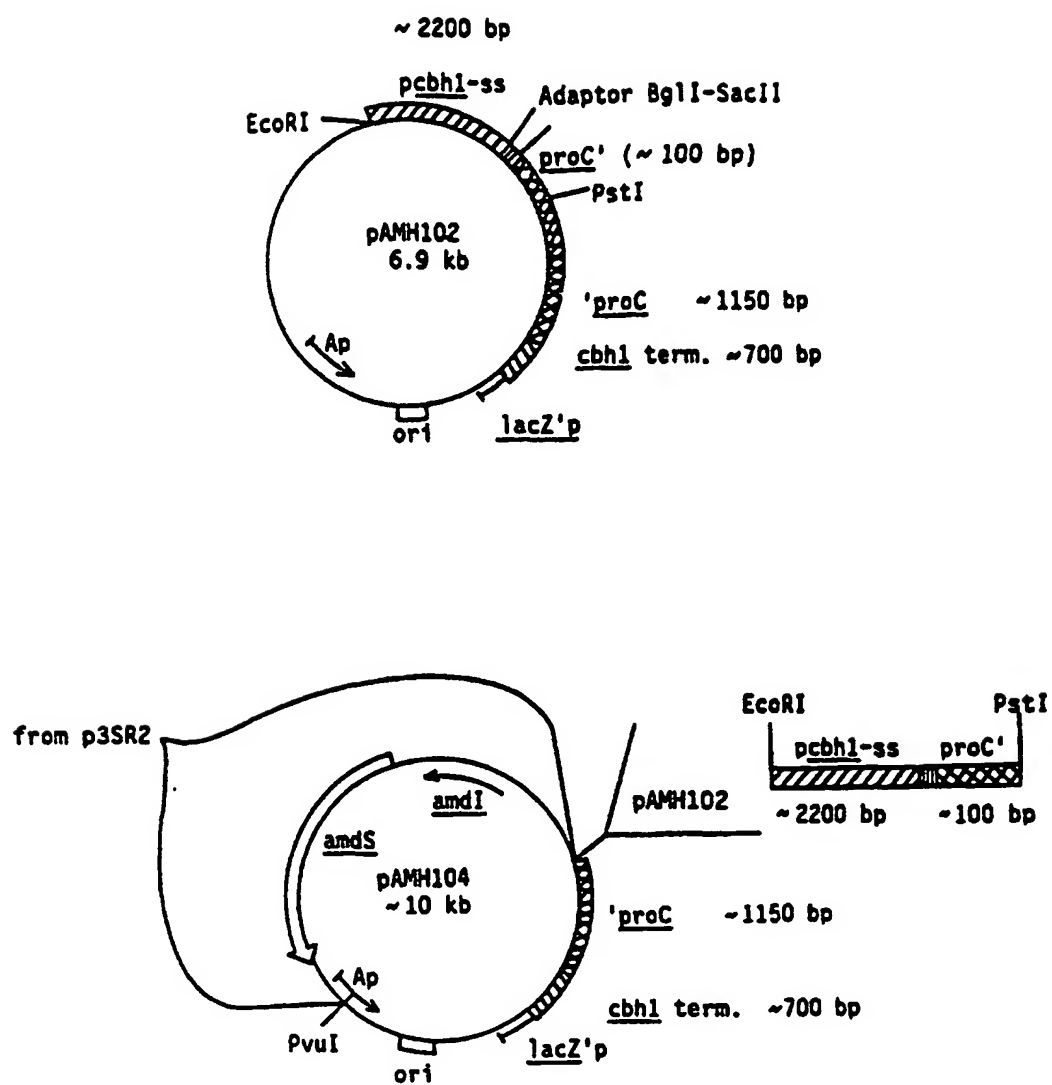 ~ 2200 bp
pcbh1-ss
Adaptor BglI-SacII
EcoRI
proC' (~ 100 bp)
PstI
pAMH102
6.9 kb
'proC ~1150 bp
Ap
cbh1 term. ~700 bp
lacZ'p
ori
EcoRI PstI
from p3SR2
pcbh1-ss proC'
amdI
pAMH102
~2200 bp ~100 bp
amdS
pAMH104
~10 kb
'proC ~1150 bp
Ap
cbh1 term. ~700 bp
PvuI
lacZ'p
ori